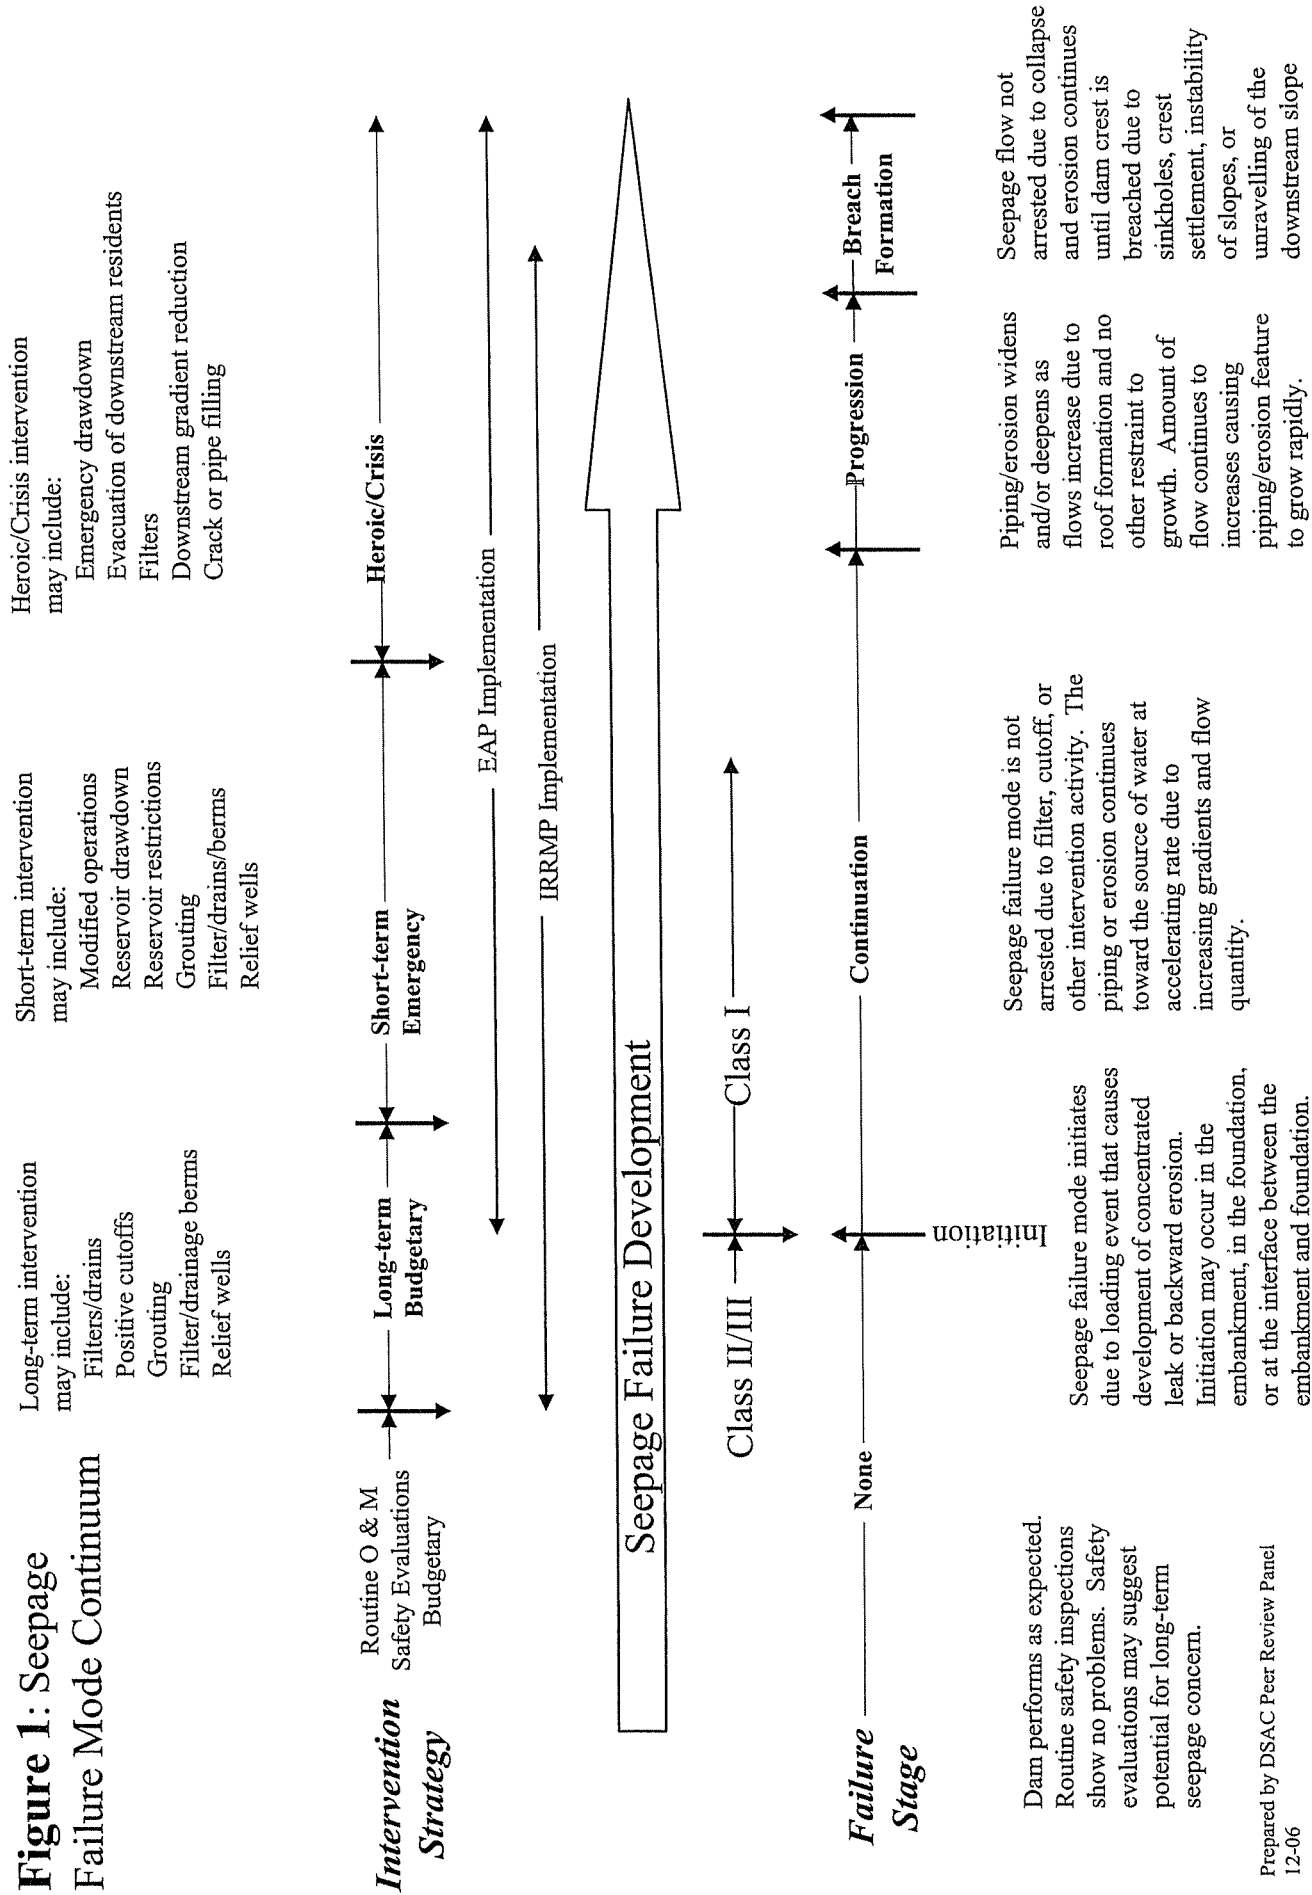 Figure 1: Seepage
Failure Mode Continuum
Long-term intervention
may include:
Filters/drains
Positive cutoffs
Grouting
Filter/drainage berms
Relief wells
Short-term intervention
may include:
Modified operations
Reservoir drawdown
Reservoir restrictions
Grouting
Filter/drains/berms
Relief wells
Heroic/Crisis intervention
may include:
Emergency drawdown
Evacuation of downstream residents
Filters
Downstream gradient reduction
Crack or pipe filling
Intervention
Strategy
Routine O & M
Safety Evaluations
Budgetary
Long-term
Budgetary
Short-term
Emergency
Heroic/Crisis
EAP Implementation
IRRMP Implementation
Seepage Failure Development
Class II/III
Class I
Failure
Stage
None
Initiation
Continuation
Progression
Breach
Formation
Dam performs as expected.
Routine safety inspections
show no problems. Safety
evaluations may suggest
potential for long-term
seepage concern.
Seepage failure mode initiates
due to loading event that causes
development of concentrated
leak or backward erosion.
Initiation may occur in the
embankment, in the foundation,
or at the interface between the
embankment and foundation.
Seepage failure mode is not
arrested due to filter, cutoff, or
other intervention activity. The
piping or erosion continues
toward the source of water at
accelerating rate due to
increasing gradients and flow
quantity.
Piping/erosion widens
and/or deepens as
flows increase due to
roof formation and no
other restraint to
growth. Amount of
flow continues to
increases causing
piping/erosion feature
to grow rapidly.
Seepage flow not
arrested due to collapse
and erosion continues
until dam crest is
breached due to
sinkholes, crest
settlement, instability
of slopes, or
unravelling of the
downstream slope
Prepared by DSAC Peer Review Panel
12-06